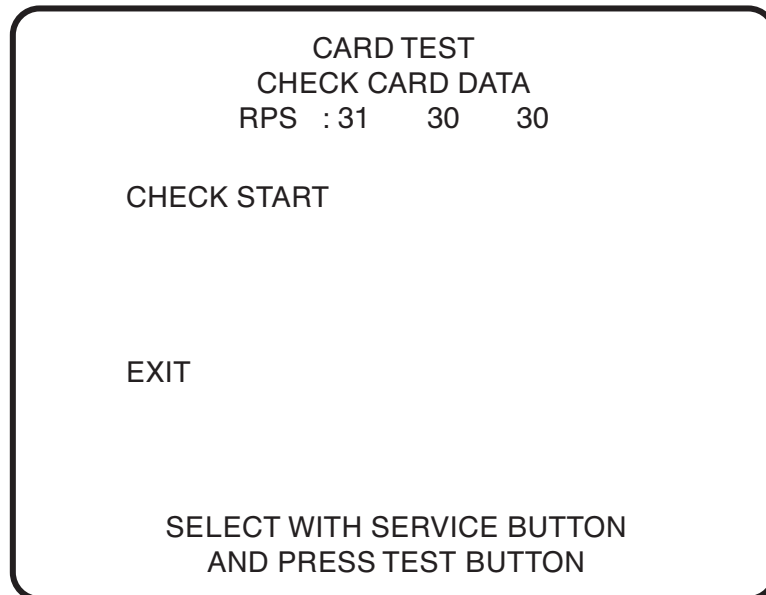 CARD TEST
CHECK CARD DATA
RPS : 31 30 30
CHECK START
EXIT
SELECT WITH SERVICE BUTTON
AND PRESS TEST BUTTON